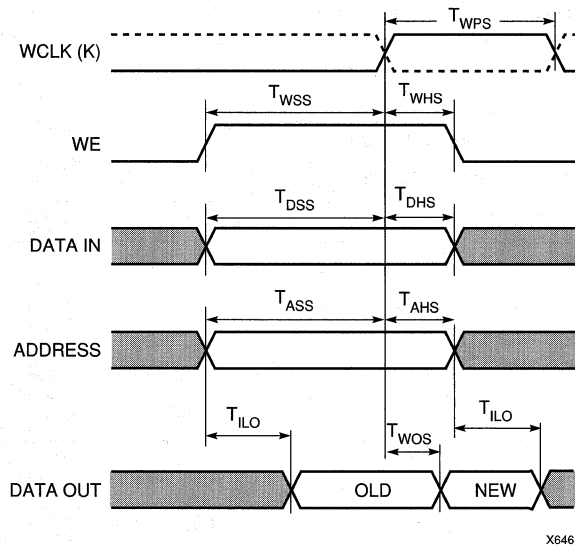 T_WPS
WCLK (K)
T_WSS
T_WHS
WE
T_DSS
T_DHS
DATA IN
T_ASS
T_AHS
ADDRESS
T_ILO
T_WOS
T_ILO
DATA OUT
OLD
NEW
X646